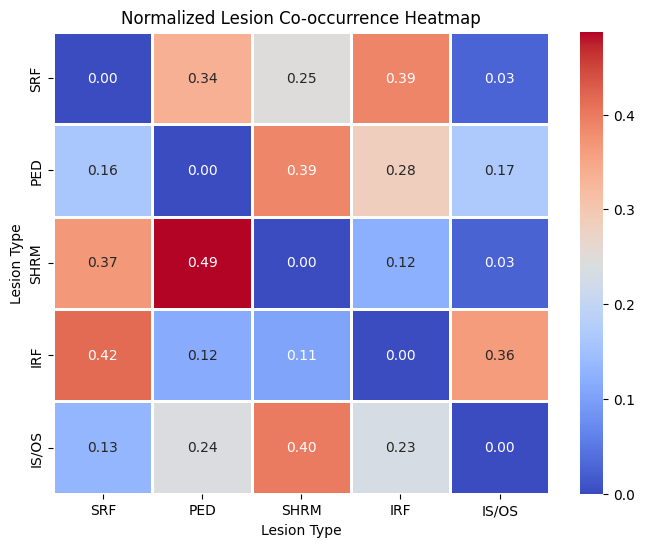 Normalized Lesion Co-occurrence Heatmap
Lesion Type
SRF 0.00 0.34 0.25 0.39 0.03
PED 0.16 0.00 0.39 0.28 0.17
SHRM 0.37 0.49 0.00 0.12 0.03
IRF 0.42 0.12 0.11 0.00 0.36
IS/OS 0.13 0.24 0.40 0.23 0.00
SRF PED SHRM IRF IS/OS
Lesion Type
0.4
0.3
0.2
0.1
0.0